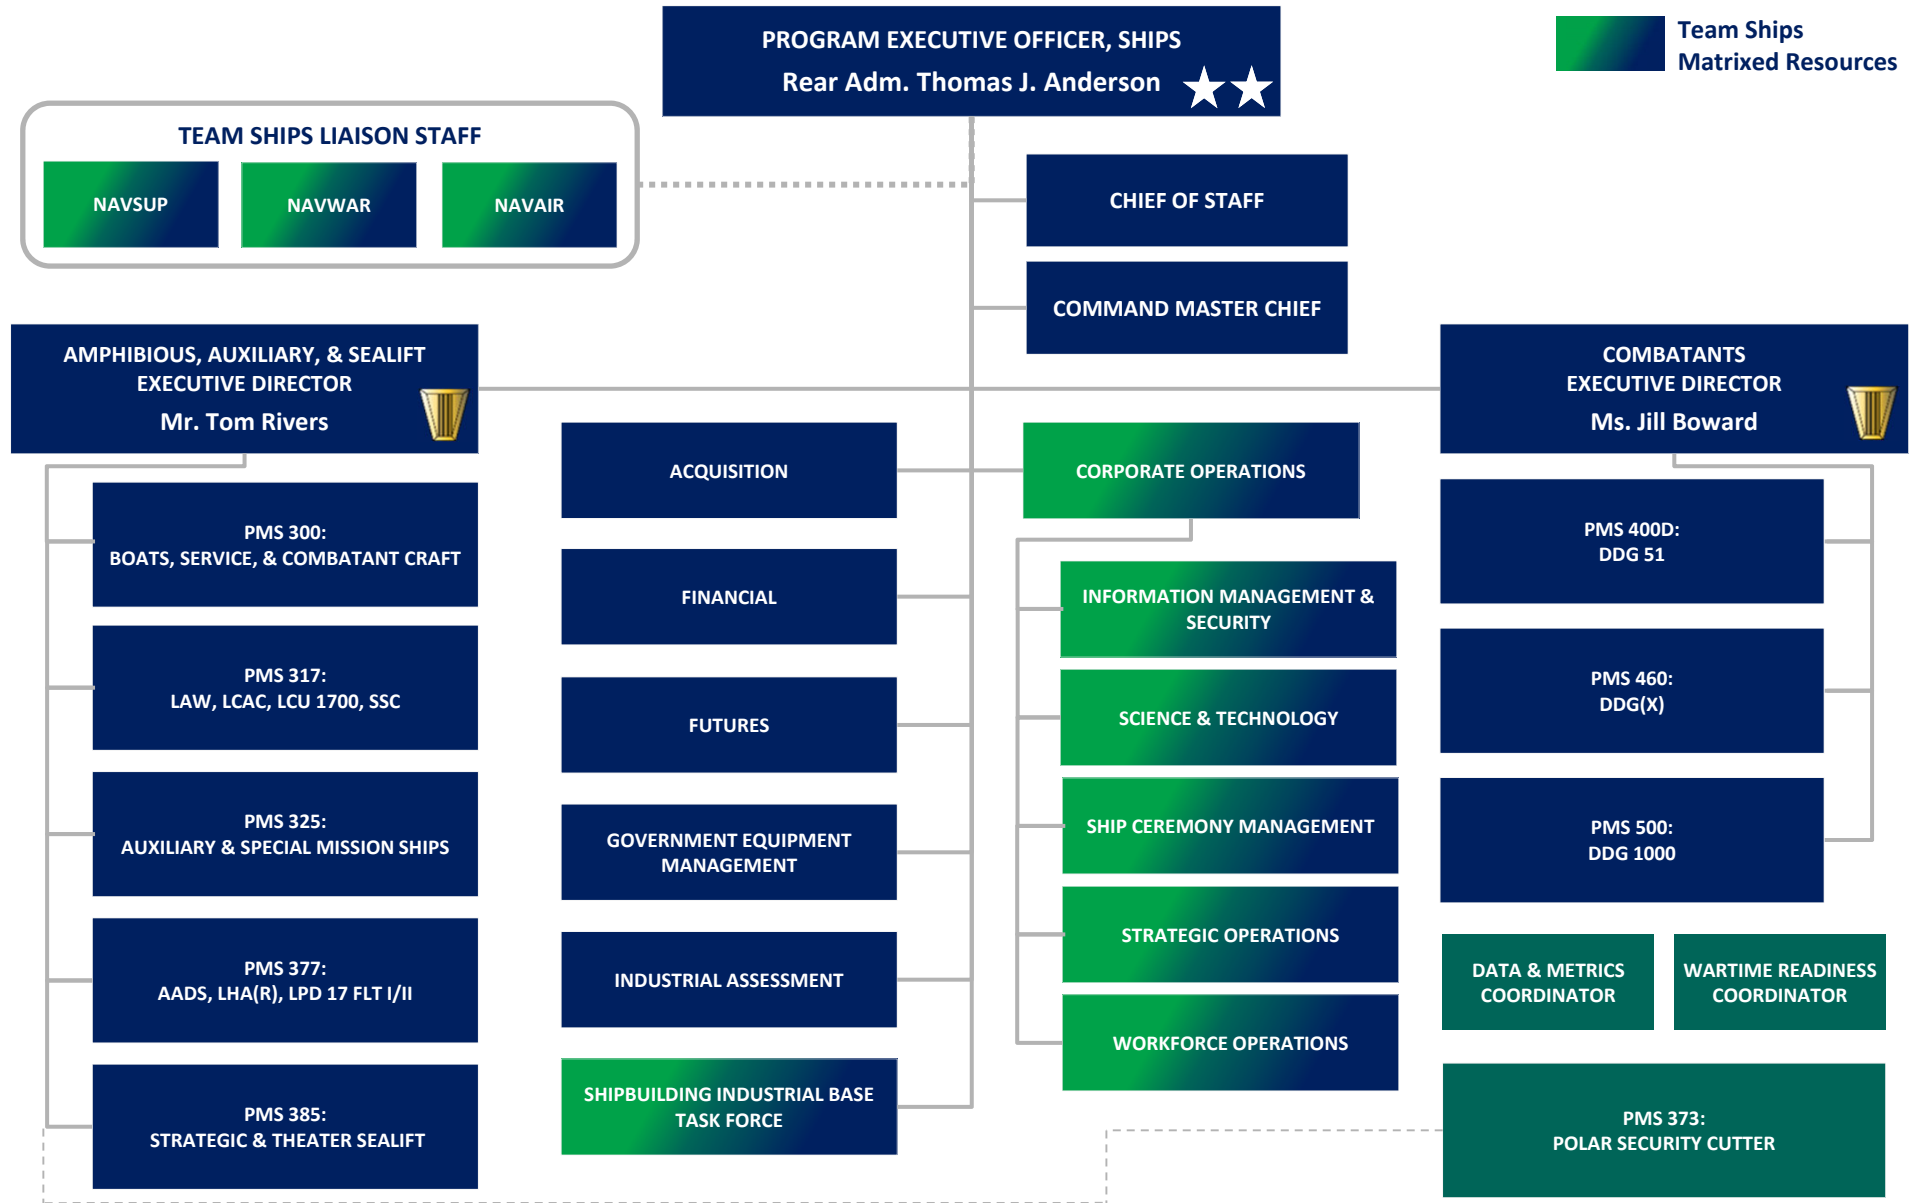 PROGRAM EXECUTIVE OFFICER, SHIPS
Rear Adm. Thomas J. Anderson
Team Ships
Matrixed Resources
TEAM SHIPS LIAISON STAFF
NAVSUP
NAVWAR
NAVAIR
CHIEF OF STAFF
COMMAND MASTER CHIEF
AMPHIBIOUS, AUXILIARY, & SEALIFT
EXECUTIVE DIRECTOR
Mr. Tom Rivers
COMBATANTS
EXECUTIVE DIRECTOR
Ms. Jill Boward
PMS 300:
BOATS, SERVICE, & COMBATANT CRAFT
PMS 317:
LAW, LCAC, LCU 1700, SSC
PMS 325:
AUXILIARY & SPECIAL MISSION SHIPS
PMS 377:
AADS, LHA(R), LPD 17 FLT I/II
PMS 385:
STRATEGIC & THEATER SEALIFT
ACQUISITION
FINANCIAL
FUTURES
GOVERNMENT EQUIPMENT
MANAGEMENT
INDUSTRIAL ASSESSMENT
SHIPBUILDING INDUSTRIAL BASE
TASK FORCE
CORPORATE OPERATIONS
INFORMATION MANAGEMENT &
SECURITY
SCIENCE & TECHNOLOGY
SHIP CEREMONY MANAGEMENT
STRATEGIC OPERATIONS
WORKFORCE OPERATIONS
PMS 400D:
DDG 51
PMS 460:
DDG(X)
PMS 500:
DDG 1000
DATA & METRICS
COORDINATOR
WARTIME READINESS
COORDINATOR
PMS 373:
POLAR SECURITY CUTTER